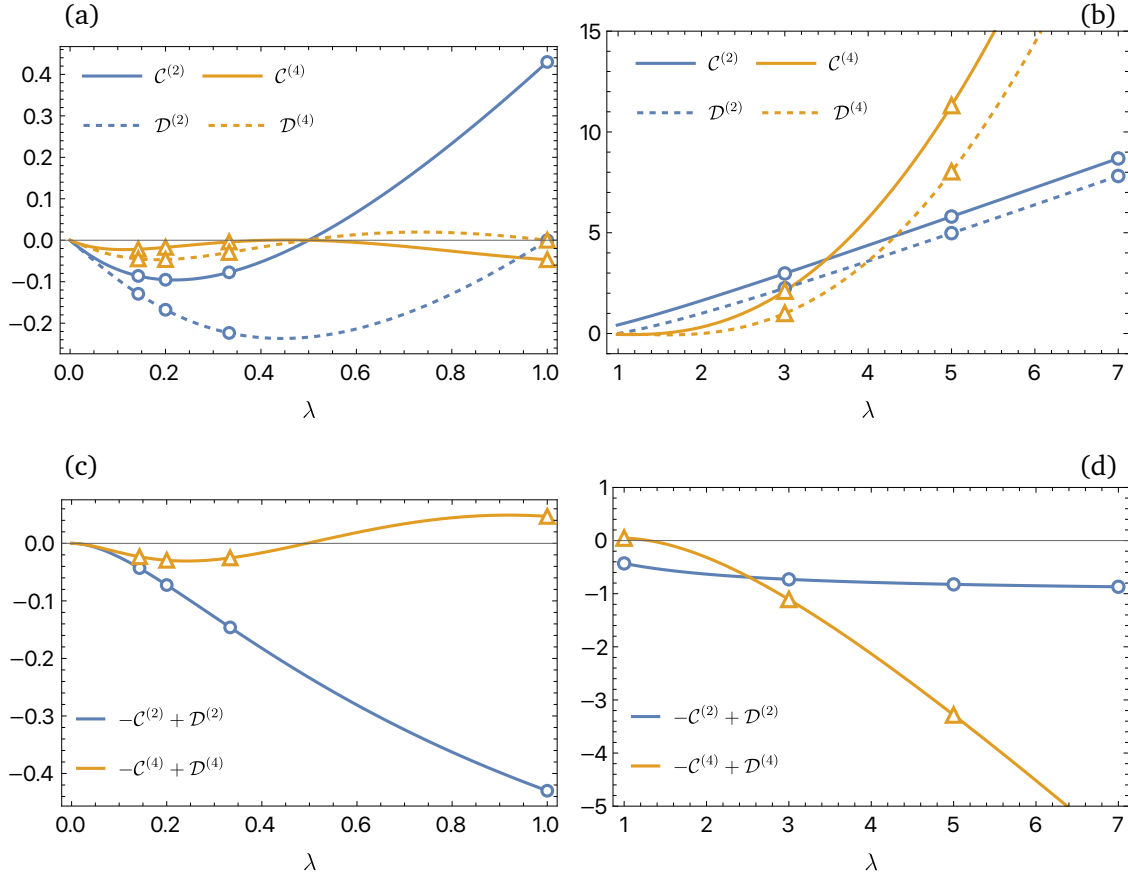 (a)
0.4
0.3
0.2
0.1
0.0
−0.1
−0.2
0.0 0.2 0.4 0.6 0.8 1.0
λ
C^(2) C^(4)
D^(2) D^(4)
(b)
15
10
5
0
1 2 3 4 5 6 7
λ
C^(2) C^(4)
D^(2) D^(4)
(c)
0.0
−0.1
−0.2
−0.3
−0.4
0.0 0.2 0.4 0.6 0.8 1.0
λ
−C^(2) + D^(2)
−C^(4) + D^(4)
(d)
1
0
−1
−2
−3
−4
−5
1 2 3 4 5 6 7
λ
−C^(2) + D^(2)
−C^(4) + D^(4)